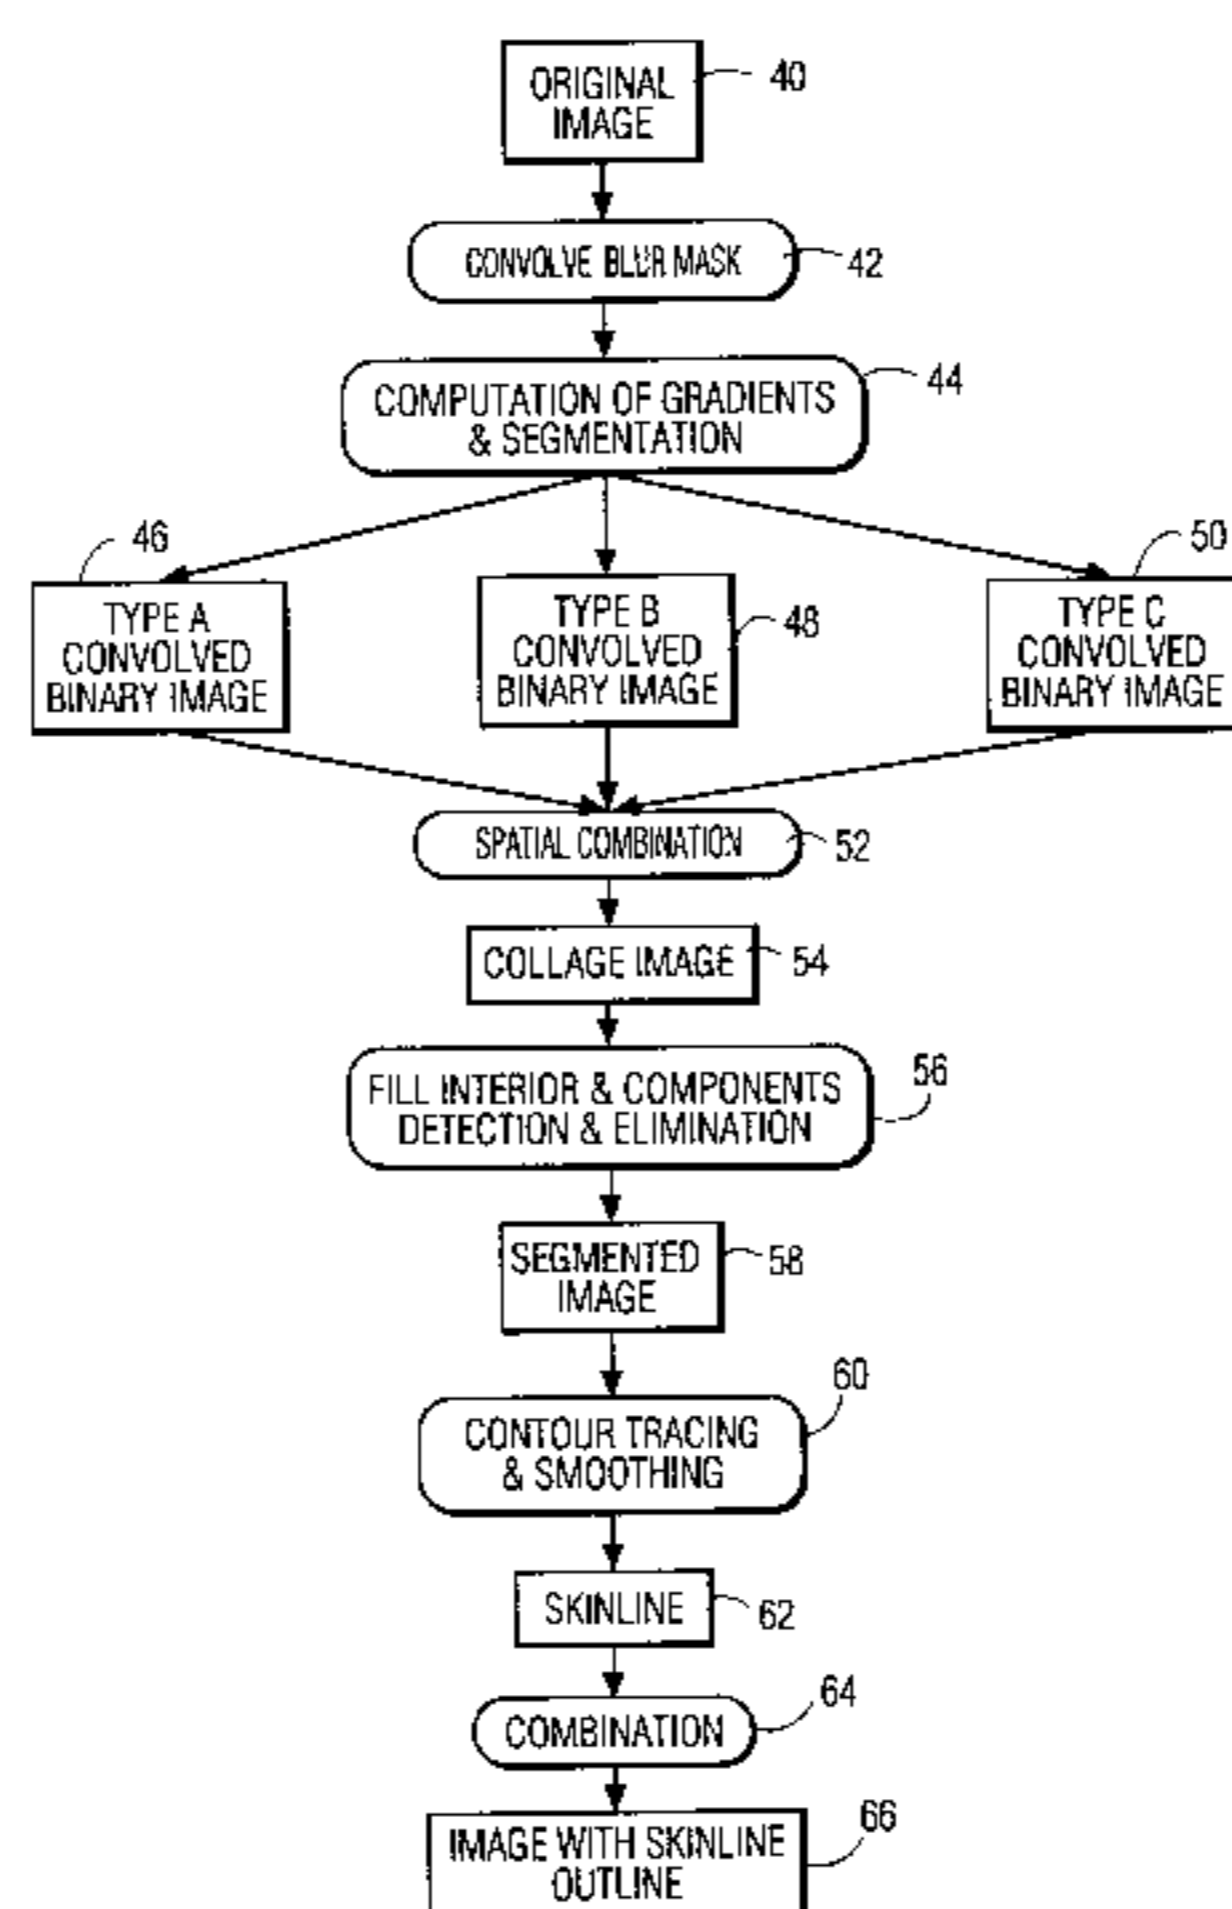 ORIGINAL
IMAGE
40
CONVOLVE BLUR MASK
42
COMPUTATION OF GRADIENTS
& SEGMENTATION
44
46
TYPE A
CONVOLVED
BINARY IMAGE
TYPE B
CONVOLVED
BINARY IMAGE
48
50
TYPE C
CONVOLVED
BINARY IMAGE
SPATIAL COMBINATION
52
COLLAGE IMAGE
54
FILL INTERIOR & COMPONENTS
DETECTION & ELIMINATION
56
SEGMENTED
IMAGE
58
CONTOUR TRACING
& SMOOTHING
60
SKINLINE
62
COMBINATION
64
IMAGE WITH SKINLINE
OUTLINE
66